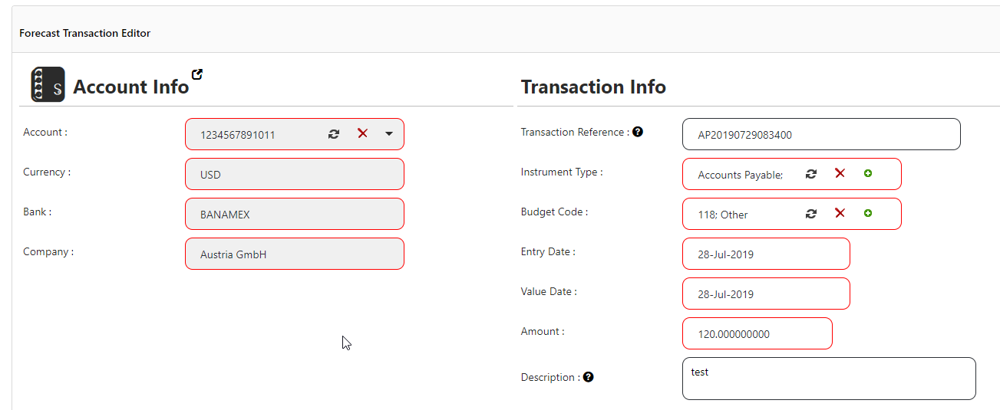 Forecast Transaction Editor
S Account Info
Account : 1234567891011
Currency : USD
Bank : BANAMEX
Company : Austria GmbH
Transaction Info
Transaction Reference : ? AP20190729083400
Instrument Type : Accounts Payable;
Budget Code : 118; Other
Entry Date : 28-Jul-2019
Value Date : 28-Jul-2019
Amount : 120.000000000
Description : ? test